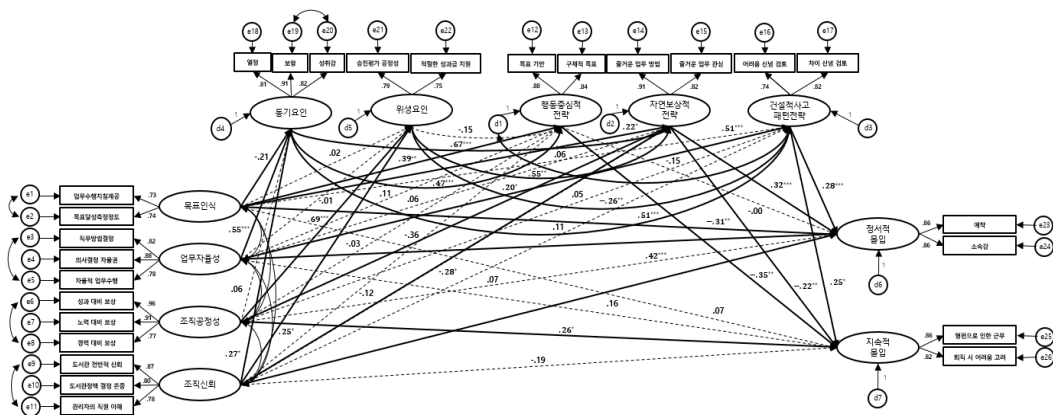 e18 e19 e20 e21 e22 e12 e13 e14 e15 e16 e17
열정 보람 성취감 승진평가 공정성 적절한 성과급 지원 목표 기반 구체적 목표 즐거운 업무 방법 즐거운 업무 관심 어려움 신념 검토 차이 신념 검토
.81 .91 .82 .79 .75 .88 .84 .91 .82 .74 .82
동기요인 위생요인 행동중심적 전략 자연보상적 전략 건설적사고 패턴전략
d4 1 d5 1 d1 1 d2 1 d3 1
-.15 .22* .51***
.67***
-.21 .02 .39** .06 -.15
.55**
.47*** .20* .05 .32*** .28***
e1 업무수행지침제공 .73
e2 목표달성측정정도 .74
목표인식
-.01 .11 .06 -.26** -.00
.55*** .69*** .36 .11 .51*** -.31**
e3 직무방법결정 .82
e4 의사결정 자율권 .88
e5 자율적 업무수행 .78
업무자율성
.03 .42*** -.35**
.06 -.28* -.12 .07 -.22** .25*
e6 성과 대비 보상 .96
e7 노력 대비 보상 .91
e8 경력 대비 보상 .77
조직공정성
.25* .16 .07
.27* .26*
-.19
e9 도서관 전반적 신뢰 .87
e10 도서관정책 결정 존중 .80
e11 관리자의 직원 이해 .78
조직신뢰
정서적 몰입
.86 애착 e23
.86 소속감 e24
1 d6
지속적 몰입
.86 형편으로 인한 근무 e25
.82 퇴직 시 어려움 고려 e26
1 d7